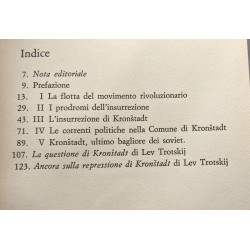 Indice
7. Nota editoriale
9. Prefazione
13. I La flotta del movimento rivoluzionario
29. II I prodromi dell'insurrezione
43. III L'insurrezione di Kronštadt
71. IV Le correnti politiche nella Comune di Kronštadt
89. V Kronštadt, ultimo bagliore dei soviet.
107. La questione di Kronštadt di Lev Trotskij
123. Ancora sulla repressione di Kronštadt di Lev Trotskij